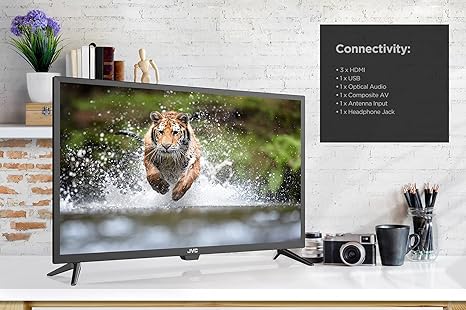 Connectivity:
• 3 x HDMI
• 1 x USB
• 1 x Optical Audio
• 1 x Composite AV
• 1 x Antenna Input
• 1 x Headphone Jack
JVC